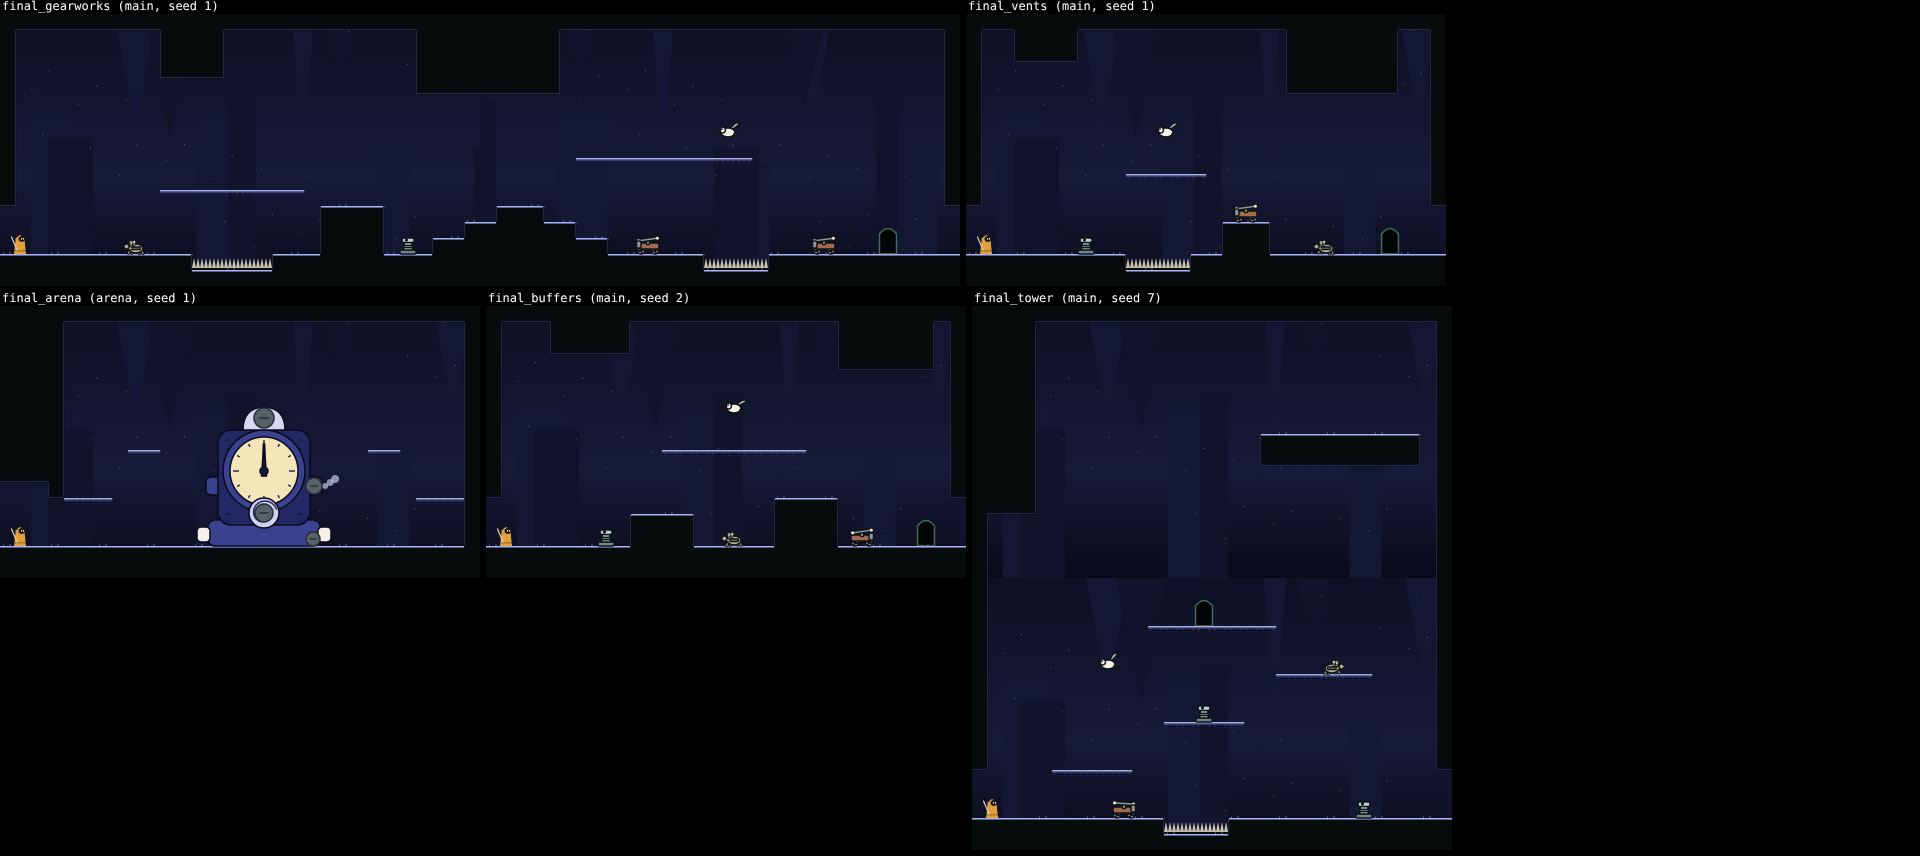 final_gearworks (main, seed 1)
final_vents (main, seed 1)
final_arena (arena, seed 1)
final_buffers (main, seed 2)
final_tower (main, seed 7)